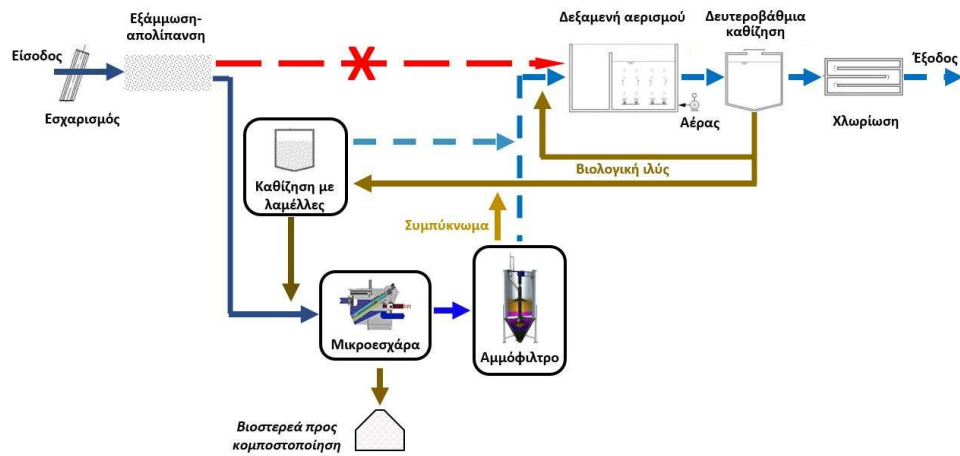 Εξάμμωση-
απολίπανση
Δεξαμενή αερισμού
Δευτεροβάθμια
καθίζηση
Είσοδος
Έξοδος
Εσχαρισμός
Αέρας
Χλωρίωση
Βιολογική ιλύς
Καθίζηση με
λαμέλλες
Συμπύκνωμα
Μικροεσχάρα
Αμμόφιλτρο
Βιοστερεά προς
κομποστοποίηση